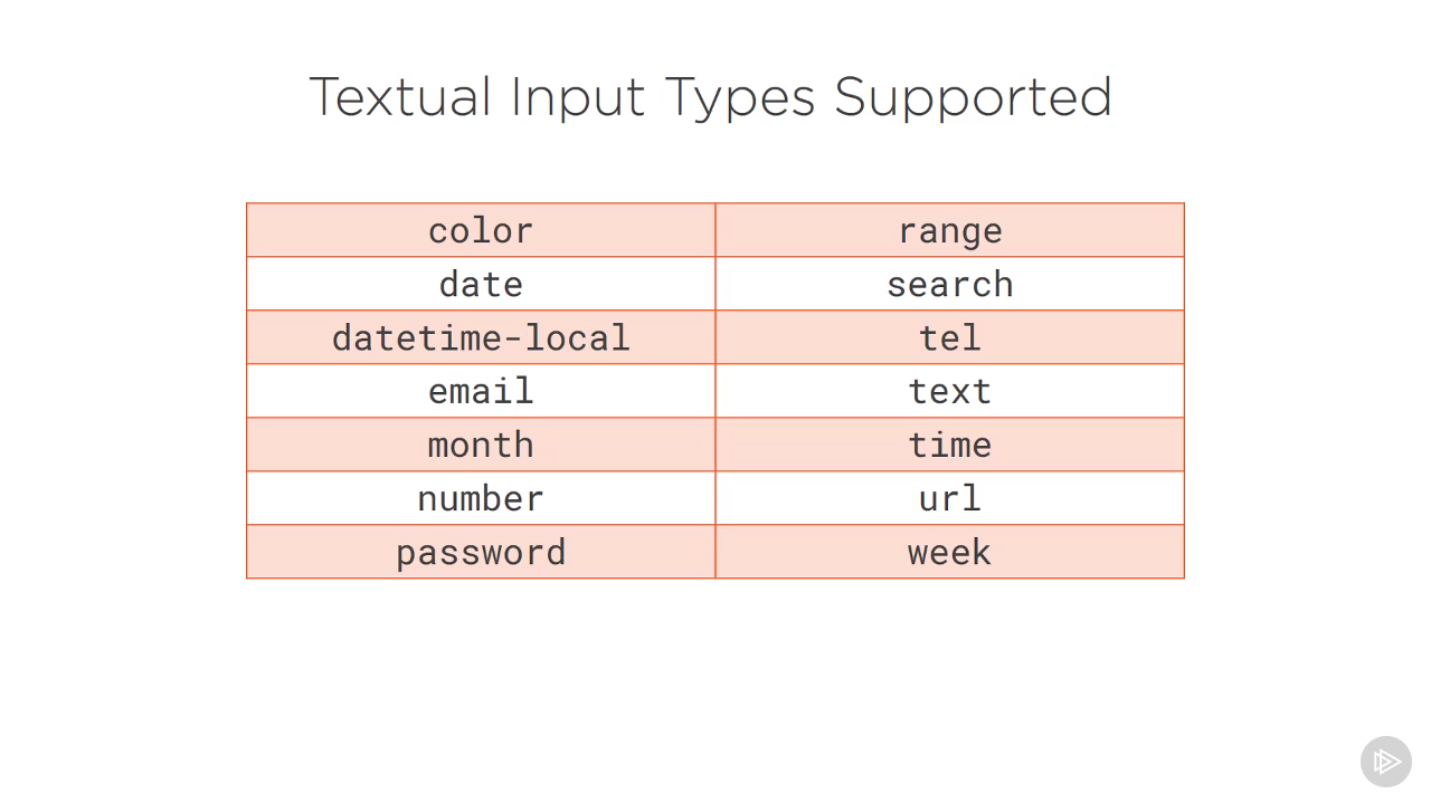 Textual Input Types Supported
color range
date search
datetime-local tel
email text
month time
number url
password week